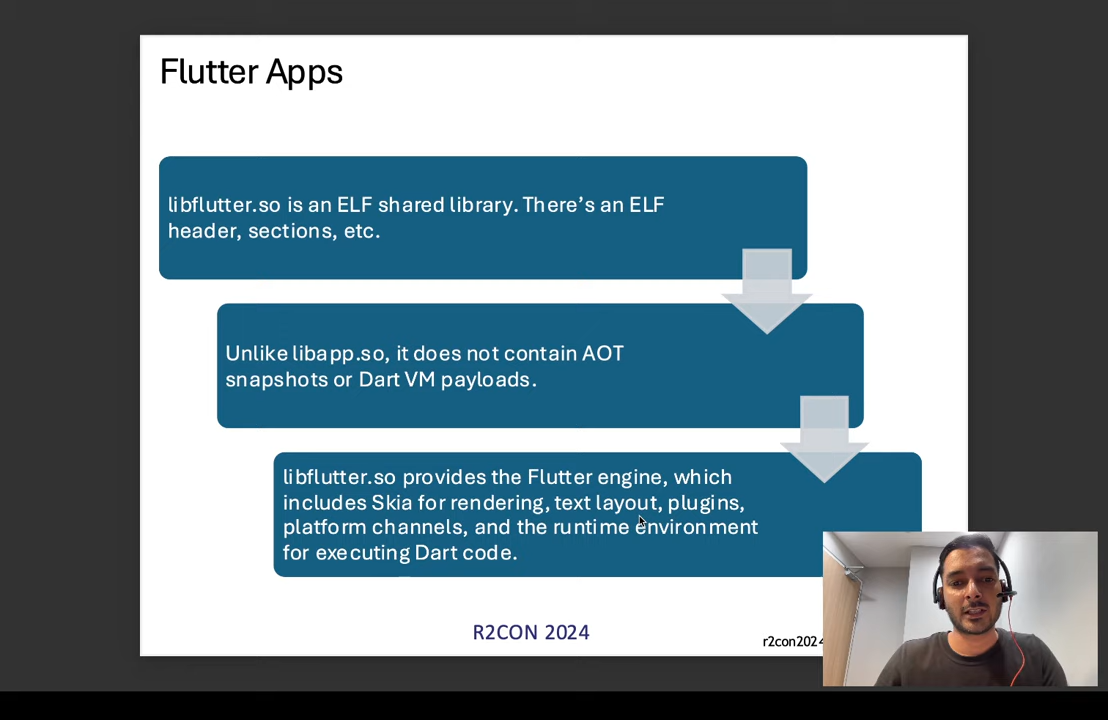 Flutter Apps
libflutter.so is an ELF shared library. There’s an ELF
header, sections, etc.
Unlike libapp.so, it does not contain AOT
snapshots or Dart VM payloads.
libflutter.so provides the Flutter engine, which
includes Skia for rendering, text layout, plugins,
platform channels, and the runtime environment
for executing Dart code.
R2CON 2024
r2con2024